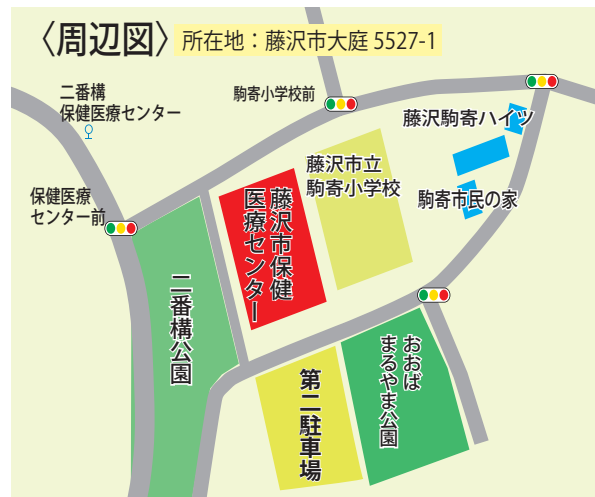 〈周辺図〉
所在地：藤沢市大庭 5527-1
二番構
保健医療センター
駒寄小学校前
藤沢駒寄ハイツ
藤沢市立
駒寄小学校
駒寄市民の家
保健医療
センター前
藤沢市保健
医療センター
二番構公園
第二駐車場
おおば
まるやま公園